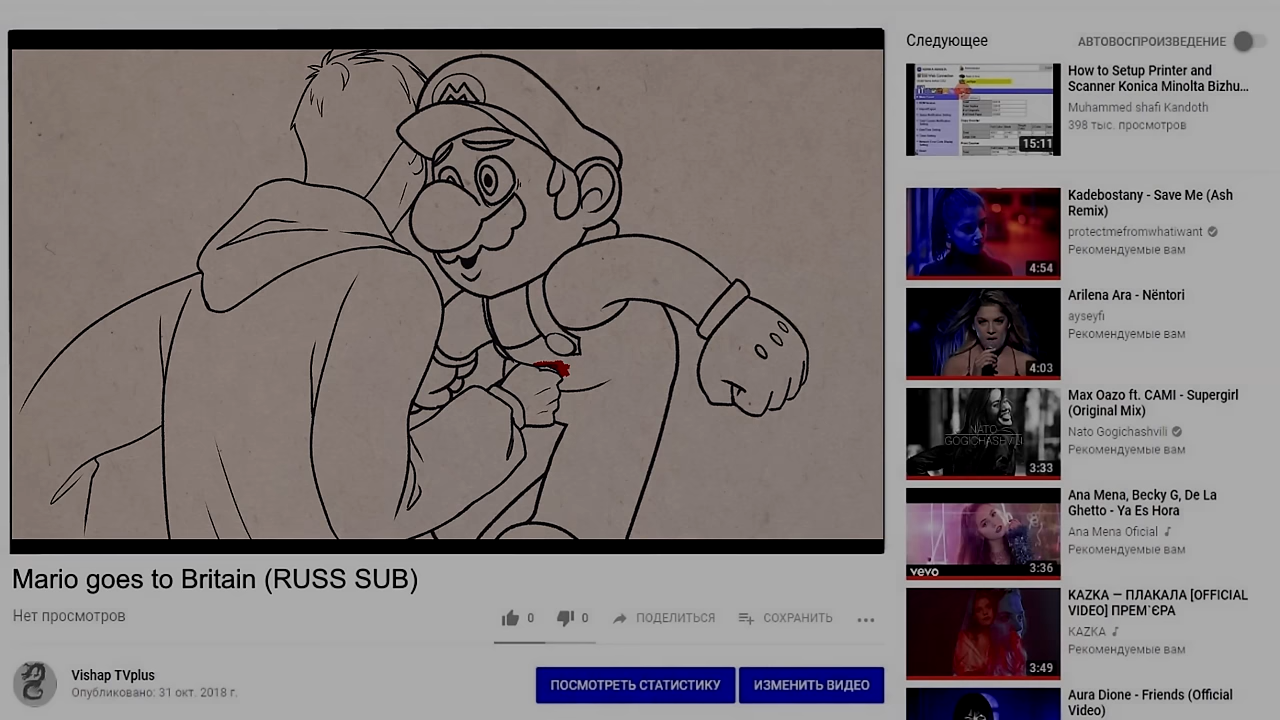 Следующее
АВТОВОСПРОИЗВЕДЕНИЕ
How to Setup Printer and
Scanner Konica Minolta Bizhu...
Muhammed shafi Kandoth
398 тыс. просмотров
15:11
Kadebostany - Save Me (Ash
Remix)
protectmefromwhatiwant
Рекомендуемые вам
4:54
Arilena Ara - Nëntori
ayseyfi
Рекомендуемые вам
4:03
Max Oazo ft. CAMI - Supergirl
(Original Mix)
Nato Gogichashvili
Рекомендуемые вам
NATO
GOGICHASHVILI
3:33
Ana Mena, Becky G, De La
Ghetto - Ya Es Hora
Ana Mena Oficial
Рекомендуемые вам
vevo
3:36
KAZKA — ПЛАКАЛА [OFFICIAL
VIDEO] ПРЕМ`ЄРА
KAZKA
Рекомендуемые вам
3:49
Aura Dione - Friends (Official
Video)
M
Mario goes to Britain (RUSS SUB)
Нет просмотров
0
0
ПОДЕЛИТЬСЯ
СОХРАНИТЬ
Vishap TVplus
Опубликовано: 31 окт. 2018 г.
ПОСМОТРЕТЬ СТАТИСТИКУ
ИЗМЕНИТЬ ВИДЕО